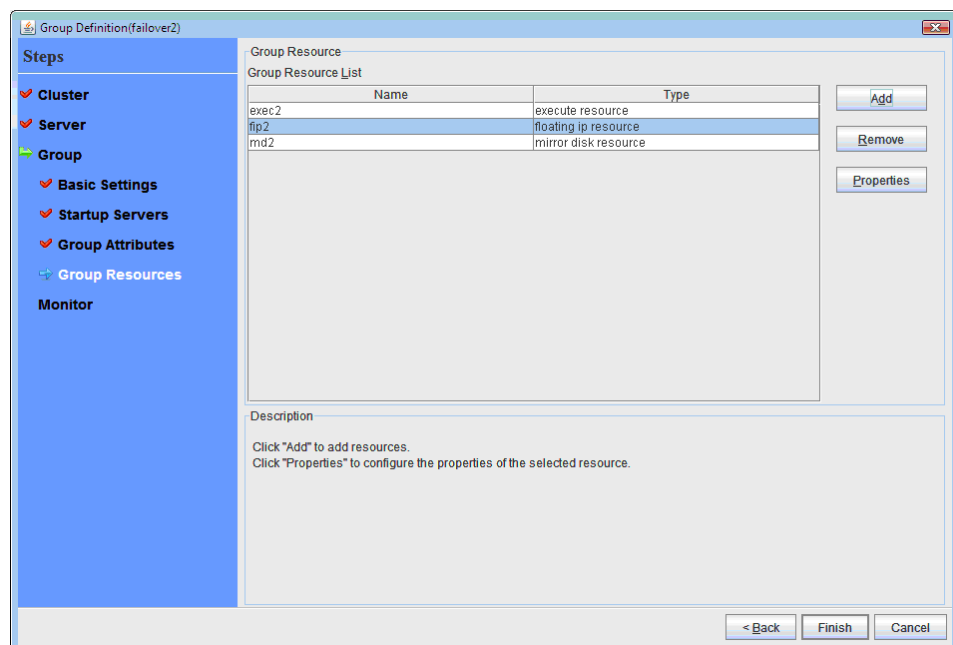 Group Definition(failover2)
Steps
Cluster
Server
Group
Basic Settings
Startup Servers
Group Attributes
Group Resources
Monitor
Group Resource
Group Resource List
Name Type
exec2 execute resource
fip2 floating ip resource
md2 mirror disk resource
Add
Remove
Properties
Description
Click "Add" to add resources.
Click "Properties" to configure the properties of the selected resource.
< Back Finish Cancel